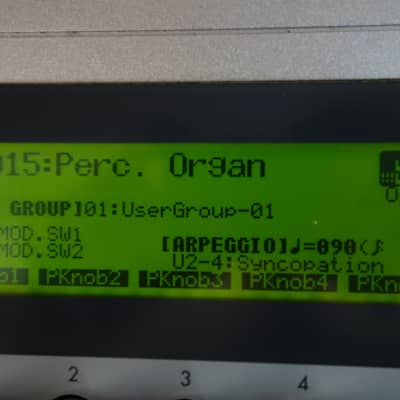 015:Perc. Organ
GROUP]01:UserGroup-01
MOD.SW1
MOD.SW2
[ARPEGGIO]♩=090(♪
U2-4:Syncopation
PKnob2 PKnob3 PKnob4
2 3 4